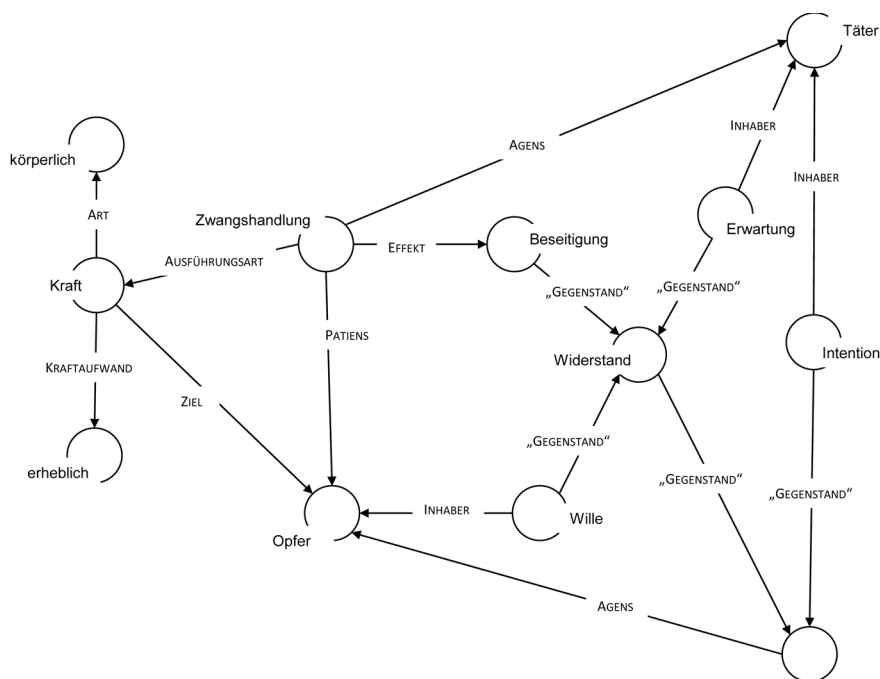 Täter
INHABER
AGENS
körperlich
INHABER
ART
Zwangshandlung
Beseitigung
Erwartung
EFFEKT
AUSFÜHRUNGSART
Kraft
„GEGENSTAND“
„GEGENSTAND“
PATIENS
Widerstand
Intention
KRAFTAUFWAND
ZIEL
„GEGENSTAND“
erheblich
„GEGENSTAND“
„GEGENSTAND“
INHABER
Opfer
Wille
AGENS